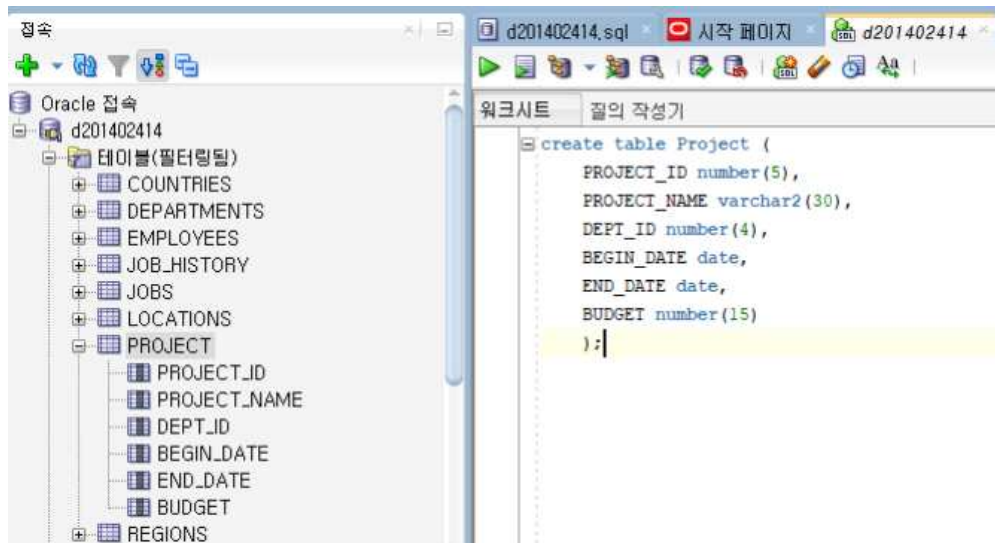 접속
Oracle 접속
d201402414
테이블(필터링됨)
COUNTRIES
DEPARTMENTS
EMPLOYEES
JOB_HISTORY
JOBS
LOCATIONS
PROJECT
PROJECT_ID
PROJECT_NAME
DEPT_ID
BEGIN_DATE
END_DATE
BUDGET
REGIONS
d201402414.sql 시작 페이지 d201402414
워크시트 질의 작성기
create table Project (
PROJECT_ID number(5),
PROJECT_NAME varchar2(30),
DEPT_ID number(4),
BEGIN_DATE date,
END_DATE date,
BUDGET number(15)
);